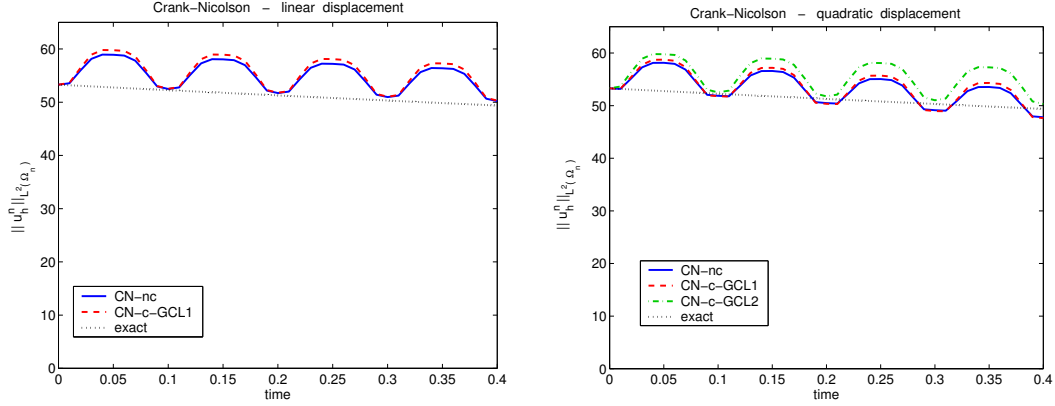 Crank−Nicolson − linear displacement
60
50
40
30
20
10
0
|| u_h^n ||_{L^2(Ω_n)}
CN−nc
CN−c−GCL1
exact
0 0.05 0.1 0.15 0.2 0.25 0.3 0.35 0.4
time
Crank−Nicolson − quadratic displacement
60
50
40
30
20
10
0
|| u_h^n ||_{L^2(Ω_n)}
CN−nc
CN−c−GCL1
CN−c−GCL2
exact
0 0.05 0.1 0.15 0.2 0.25 0.3 0.35 0.4
time